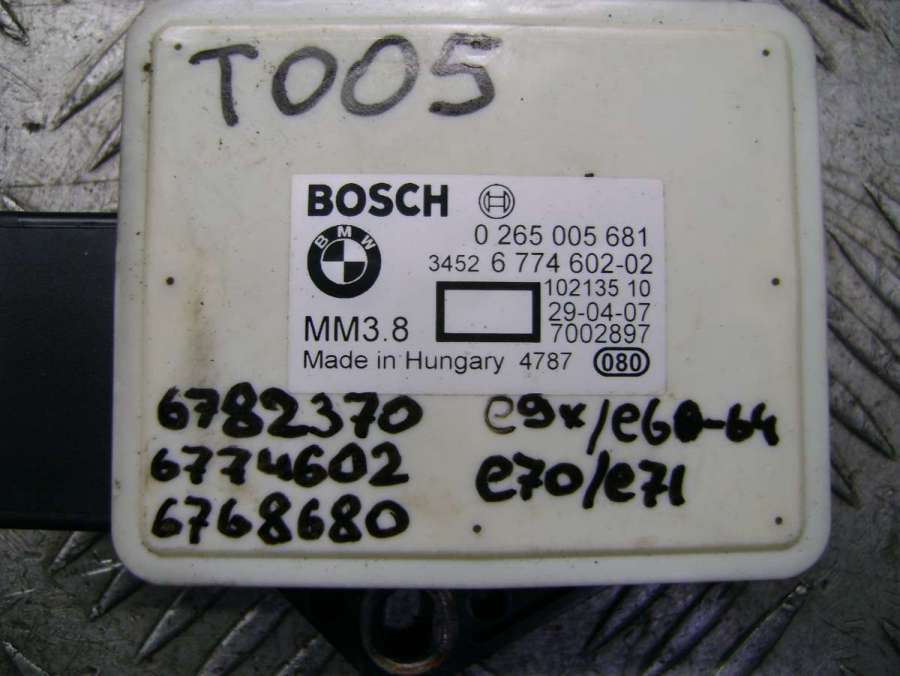 T005
BOSCH
0 265 005 681
BMW
3452 6 774 602-02
102135 10
29-04-07
MM3.8
7002897
Made in Hungary 4787 080
6782370 e9x/e60-64
6774602 e70/e71
6768680